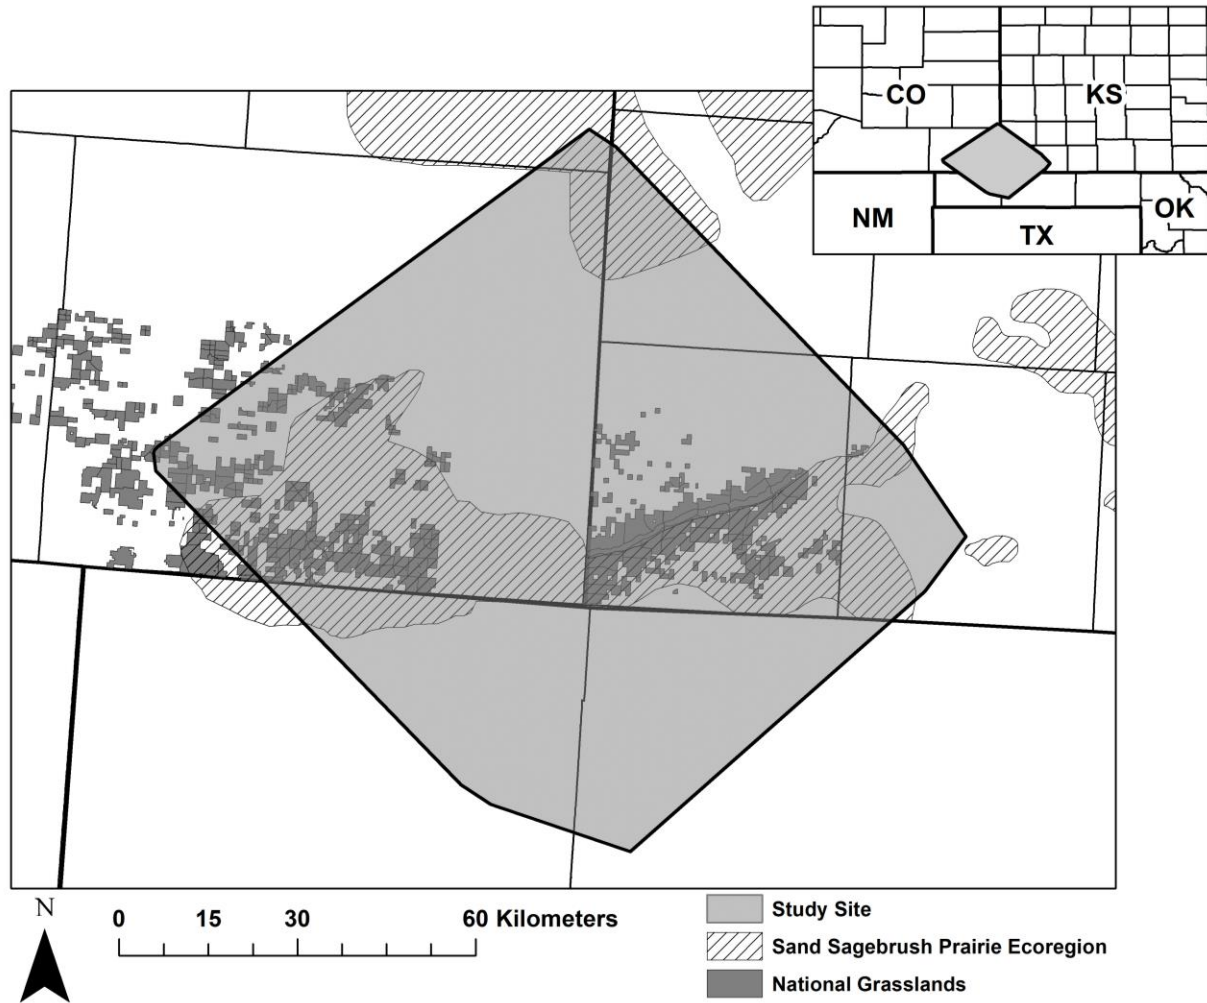 CO
KS
NM
TX
OK
N
0 15 30 60 Kilometers
Study Site
Sand Sagebrush Prairie Ecoregion
National Grasslands